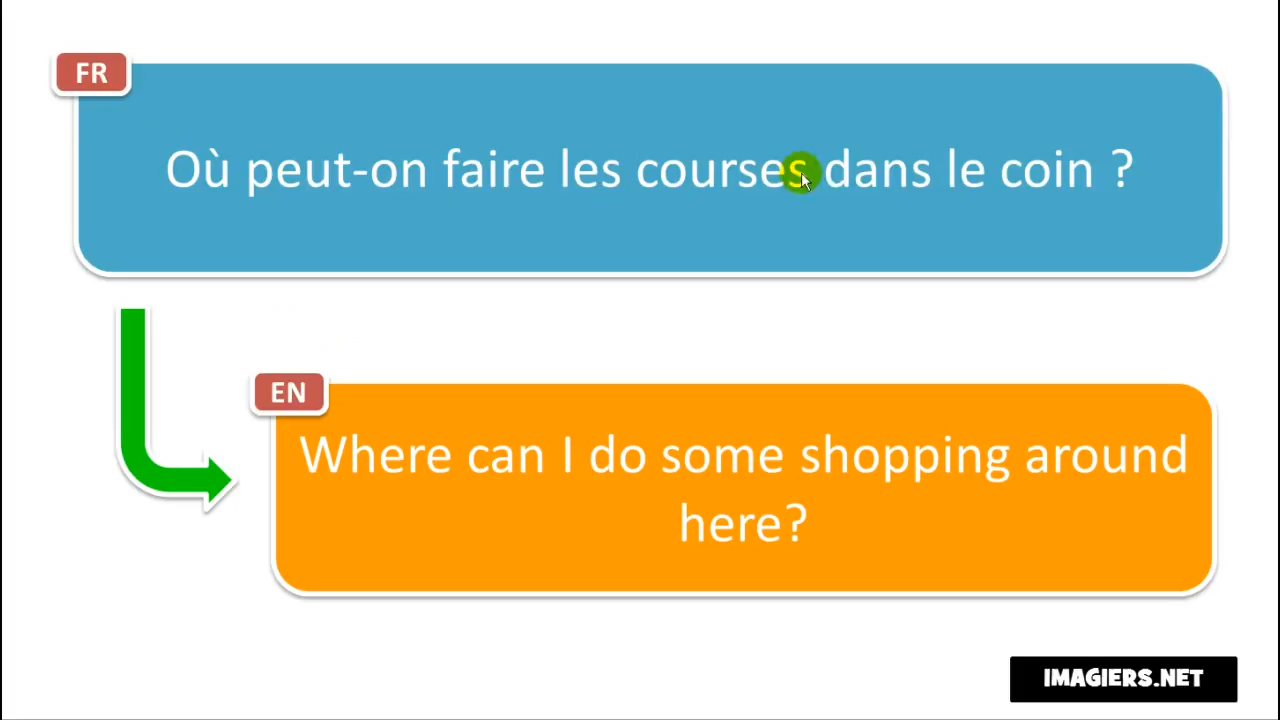 FR
Où peut-on faire les courses dans le coin ?
EN
Where can I do some shopping around
here?
IMAGIERS.NET